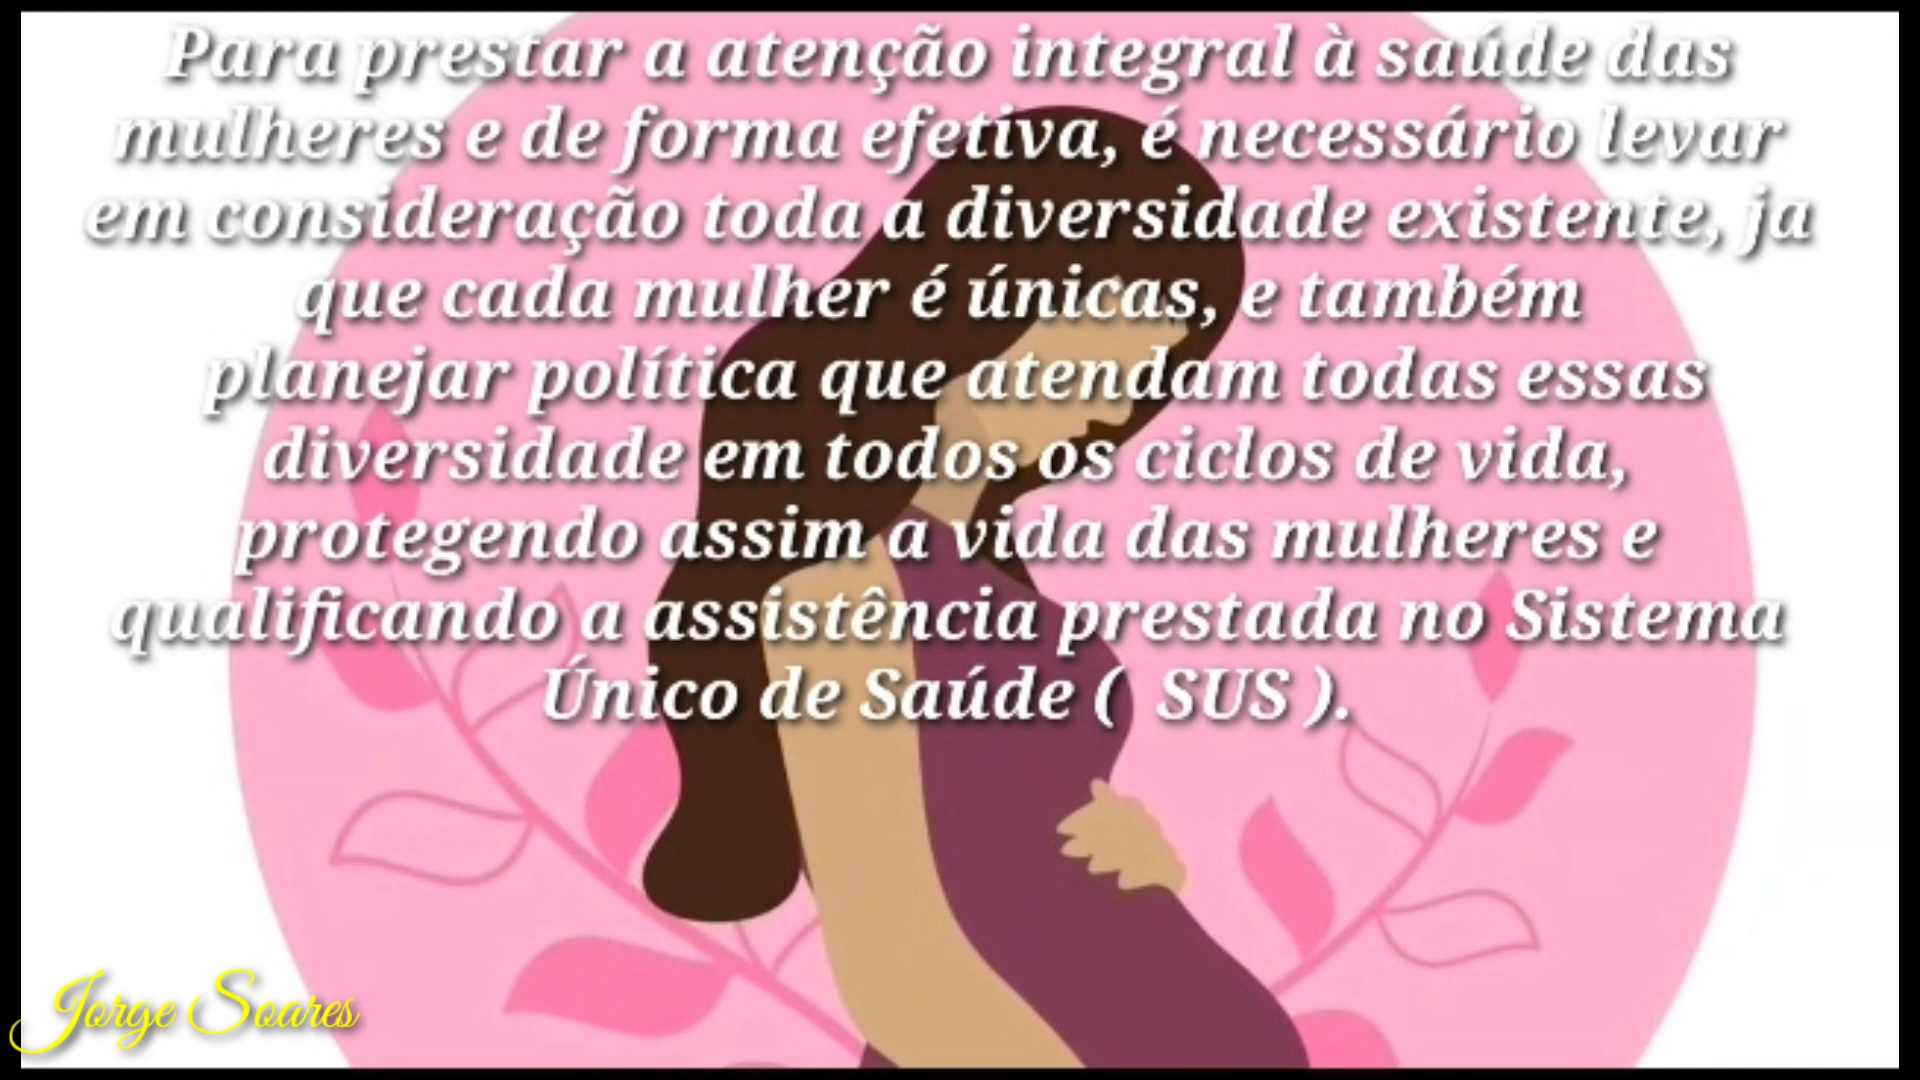 Para prestar a atenção integral à saúde das
mulheres e de forma efetiva, é necessário levar
em consideração toda a diversidade existente, ja
que cada mulher é únicas, e também
planejar política que atendam todas essas
diversidade em todos os ciclos de vida,
protegendo assim a vida das mulheres e
qualificando a assistência prestada no Sistema
Único de Saúde ( SUS ).
Jorge Soares